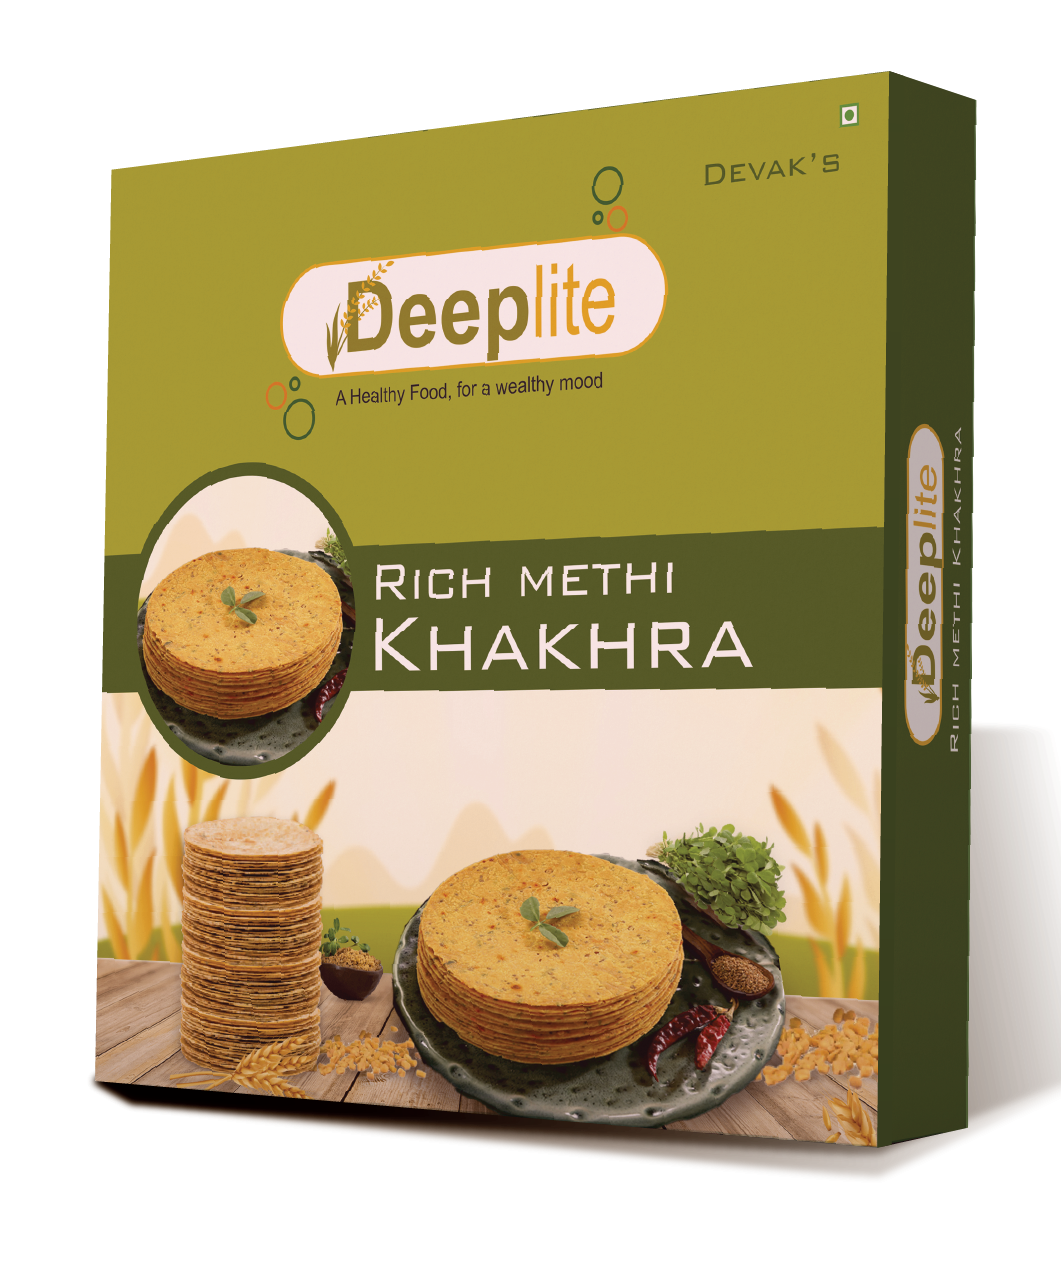 DEVAK'S
Deeplite
A Healthy Food, for a wealthy mood
RICH METHI
KHAKHRA
Deeplite
RICH METHI KHAKHRA